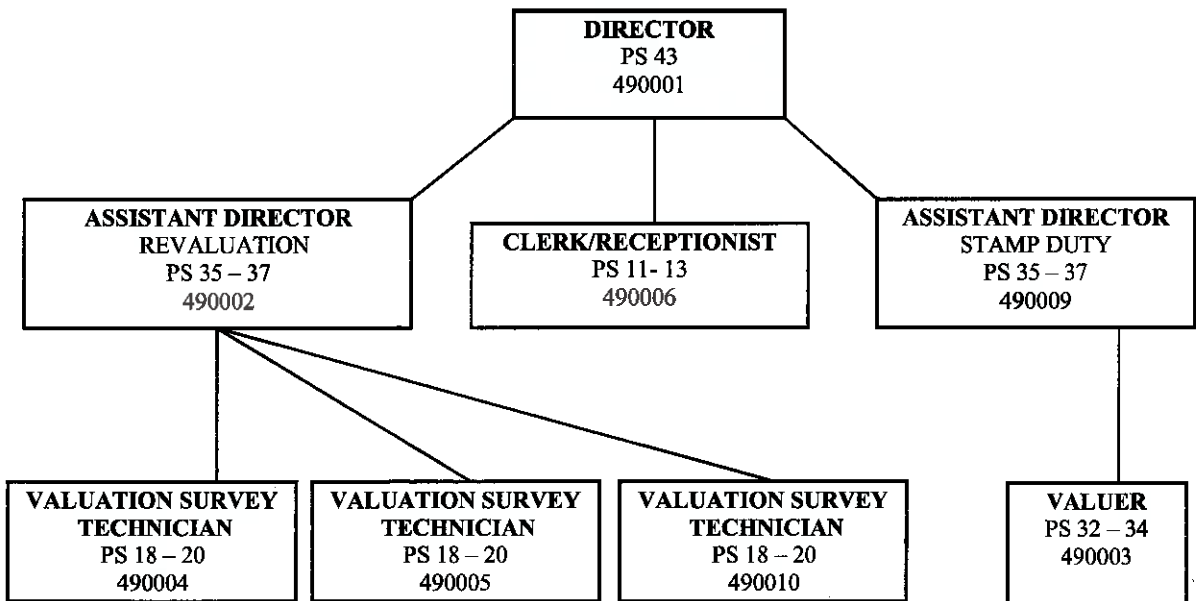 DIRECTOR
PS 43
490001
ASSISTANT DIRECTOR
REVALUATION
PS 35 – 37
490002
CLERK/RECEPTIONIST
PS 11- 13
490006
ASSISTANT DIRECTOR
STAMP DUTY
PS 35 – 37
490009
VALUATION SURVEY
TECHNICIAN
PS 18 – 20
490004
VALUATION SURVEY
TECHNICIAN
PS 18 – 20
490005
VALUATION SURVEY
TECHNICIAN
PS 18 – 20
490010
VALUER
PS 32 – 34
490003